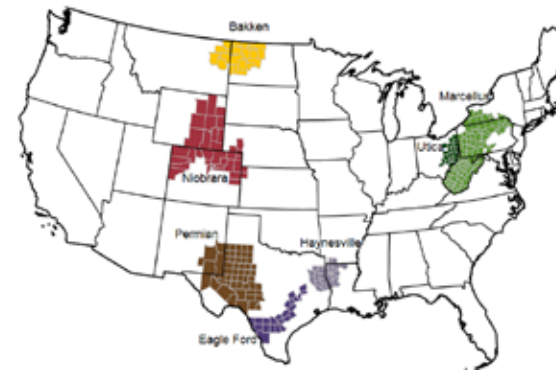 Bakken
Marcellus
Utica
Niobrara
Permian
Haynesville
Eagle Ford